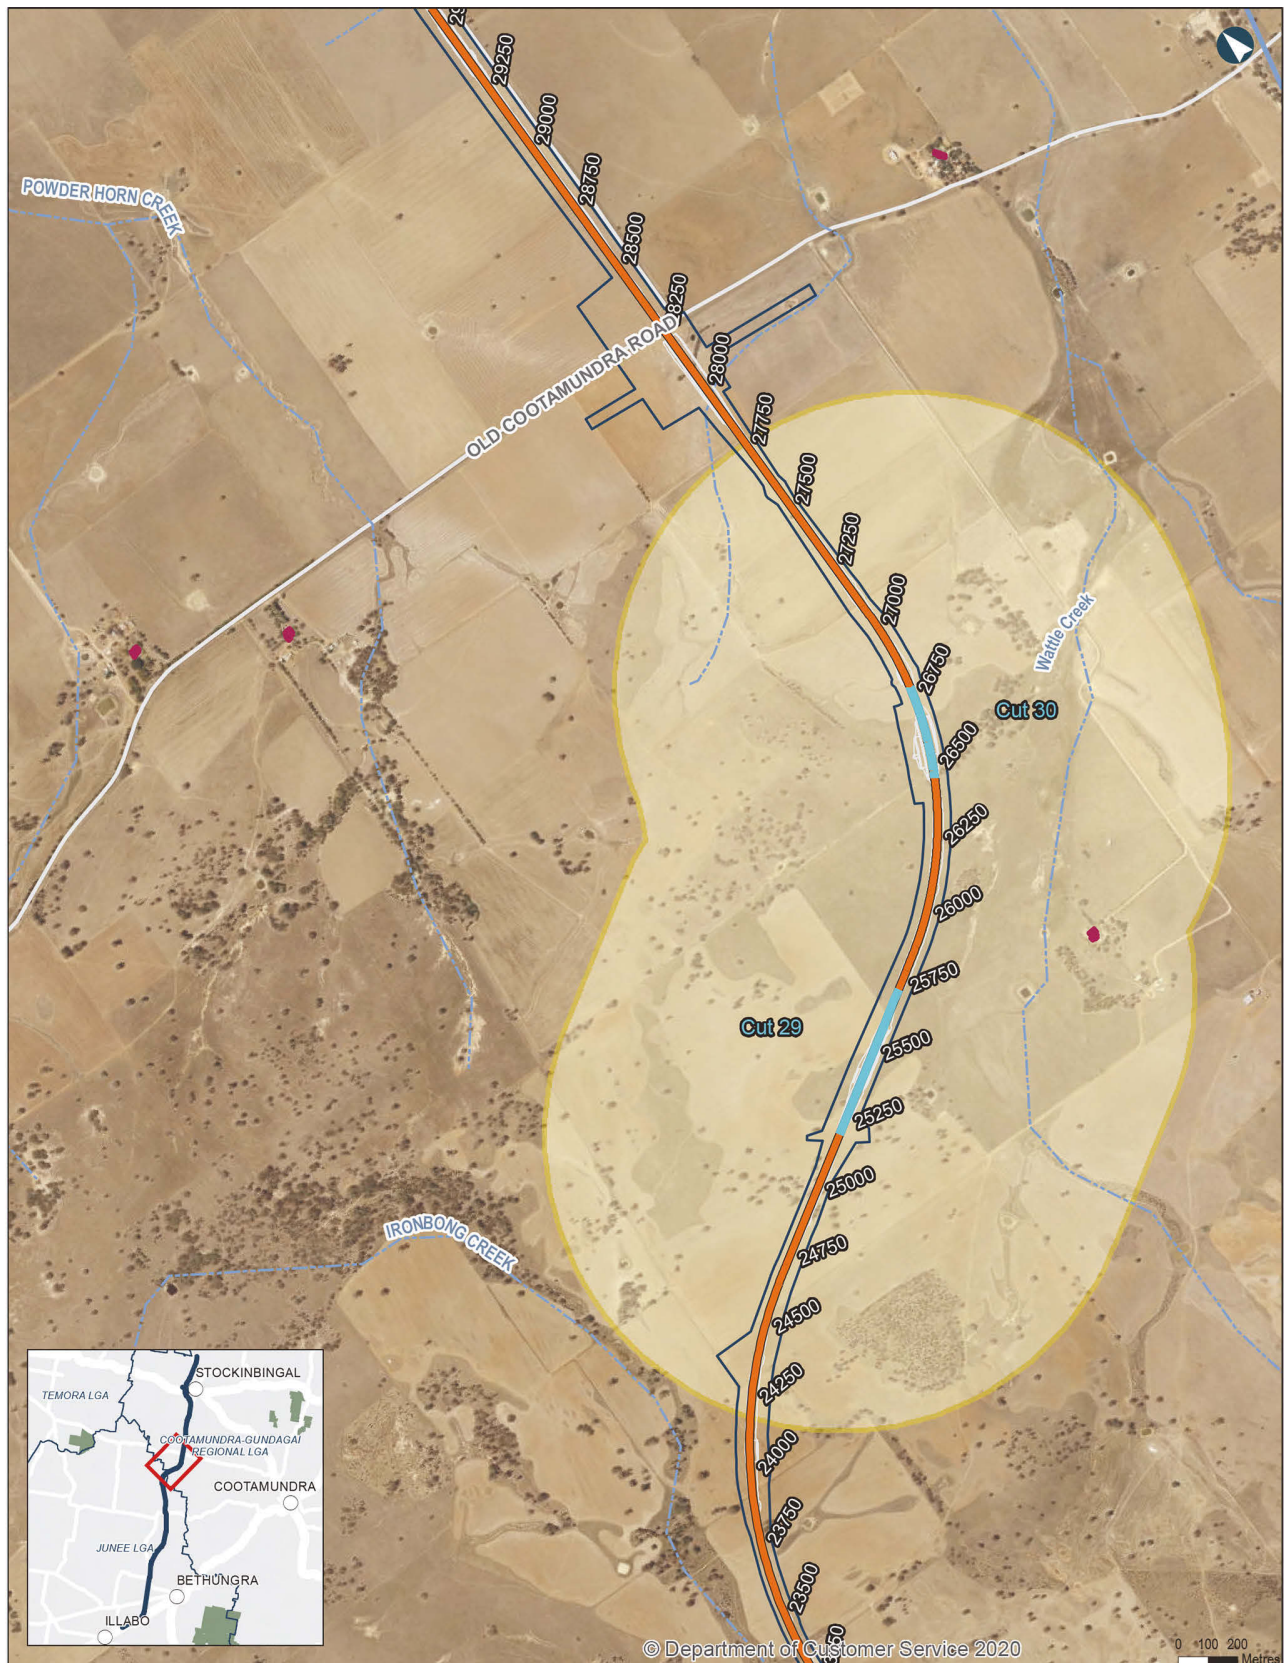 29250
29000
28750
28500
8250
28000
27750
27500
27250
27000
26750
26500
26250
26000
25750
25500
25250
25000
24750
24500
24250
24000
23750
23500
POWDER HORN CREEK
OLD COOTAMUNDRA ROAD
Wattle Creek
Cut 30
Cut 29
IRONBONG CREEK
STOCKINBINGAL
TEMORA LGA
COOTAMUNDRA-GUNDAGAI
REGIONAL LGA
COOTAMUNDRA
JUNEE LGA
BETHUNGRA
ILLABO
© Department of Customer Service 2020
0 100 200
Metres